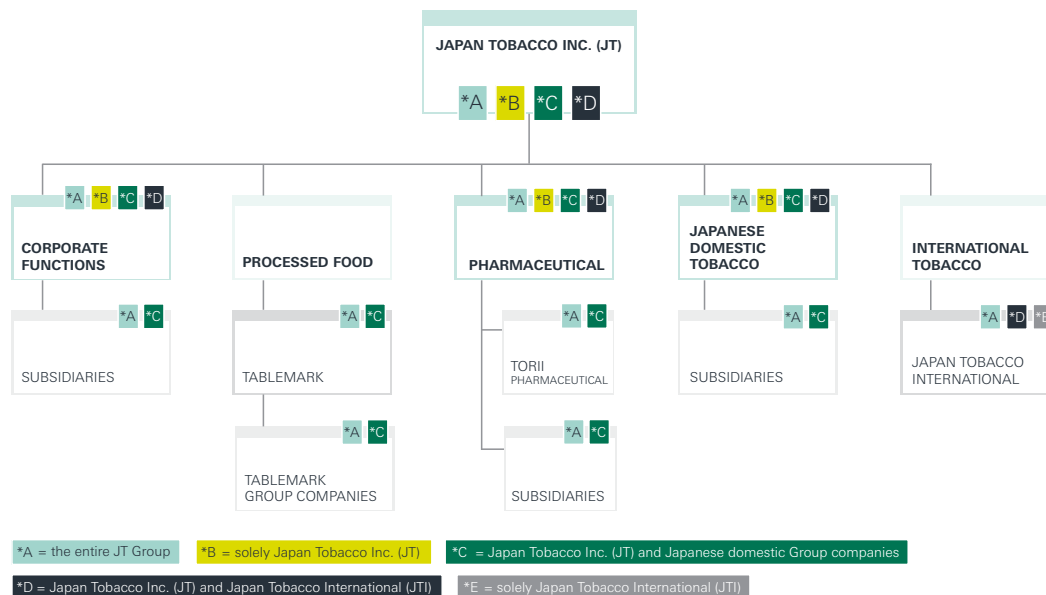 JAPAN TOBACCO INC. (JT)
*A *B *C *D
*A *B *C *D
CORPORATE
FUNCTIONS
PROCESSED FOOD
*A *B *C *D
PHARMACEUTICAL
*A *B *C *D
JAPANESE
DOMESTIC
TOBACCO
INTERNATIONAL
TOBACCO
*A *C
SUBSIDIARIES
*A *C
TABLEMARK
*A *C
TORII
PHARMACEUTICAL
*A *C
SUBSIDIARIES
*A *D *E
JAPAN TOBACCO
INTERNATIONAL
*A *C
TABLEMARK
GROUP COMPANIES
*A *C
SUBSIDIARIES
*A = the entire JT Group
*B = solely Japan Tobacco Inc. (JT)
*C = Japan Tobacco Inc. (JT) and Japanese domestic Group companies
*D = Japan Tobacco Inc. (JT) and Japan Tobacco International (JTI)
*E = solely Japan Tobacco International (JTI)